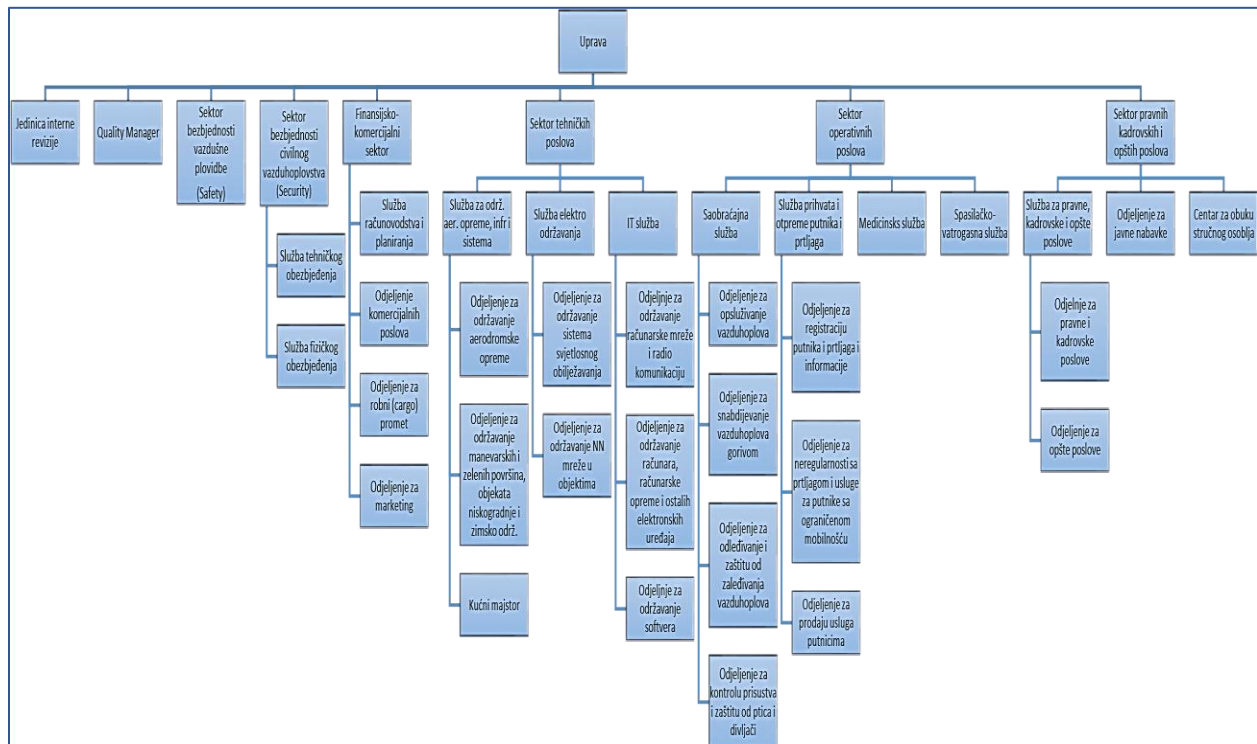 Uprava
Jedinica interne
revizije
Quality Manager
Sektor
bezbjednosti
vazdušne
plovidbe
(Safety)
Sektor
bezbjednosti
civilnog
vazduhoplovstva
(Security)
Finansijsko-
komercijalni
sektor
Sektor tehničkih
poslova
Sektor
operativnih
poslova
Sektor pravnih
kadrovskih i
opštih poslova
Služba tehničkog
obezbjeđenja
Služba fizičkog
obezbjeđenja
Služba
računovodstva i
planiranja
Odjeljenje
komercijalnih
poslova
Odjeljenje za
robni (cargo)
promet
Odjeljenje za
marketing
Služba za održ.
aer. opreme, infr i
sistema
Odjeljenje za
održavanje
aerodromske
opreme
Odjeljenje za
održavanje
manevarskih i
zelenih površina,
objekata
niskogradnje i
zimsko održ.
Kućni majstor
Služba elektro
održavanja
Odjeljenje za
održavanje
sistema
svjetlosnog
obilježavanja
Odjeljenje za
održavanje NN
mreže u
objektima
IT služba
Odjeljnje za
održavanje
računarske mreže
i radio
komunikaciju
Odjeljenje za
održavanje
računara,
računarske
opreme i ostalih
elektronskih
uređaja
Odjeljnje za
održavanje
softvera
Saobraćajna
služba
Odjeljenje za
opsluživanje
vazduhoplova
Odjeljenje za
snabdijevanje
vazduhoplova
gorivom
Odjeljenje za
odleđivanje i
zaštitu od
zaleđivanja
vazduhoplova
Odjeljenje za
kontrolu prisustva
i zaštitu od ptica i
divljači
Služba prihvata i
otpreme putnika i
prtljaga
Odjeljenje za
registraciju
putnika i prtljaga i
informacije
Odjeljenje za
neregularnosti sa
prtljagom i usluge
za putnike sa
ograničenom
mobilnošću
Odjeljenje za
prodaju usluga
putnicima
Medicinsks služba
Spasilačko-
vatrogasna služba
Služba za pravne,
kadrovske i opšte
poslove
Odjelnje za
pravne i
kadrovske
poslove
Odjeljenje za
opšte poslove
Odjeljenje za
javne nabavke
Centar za obuku
stručnog osoblja